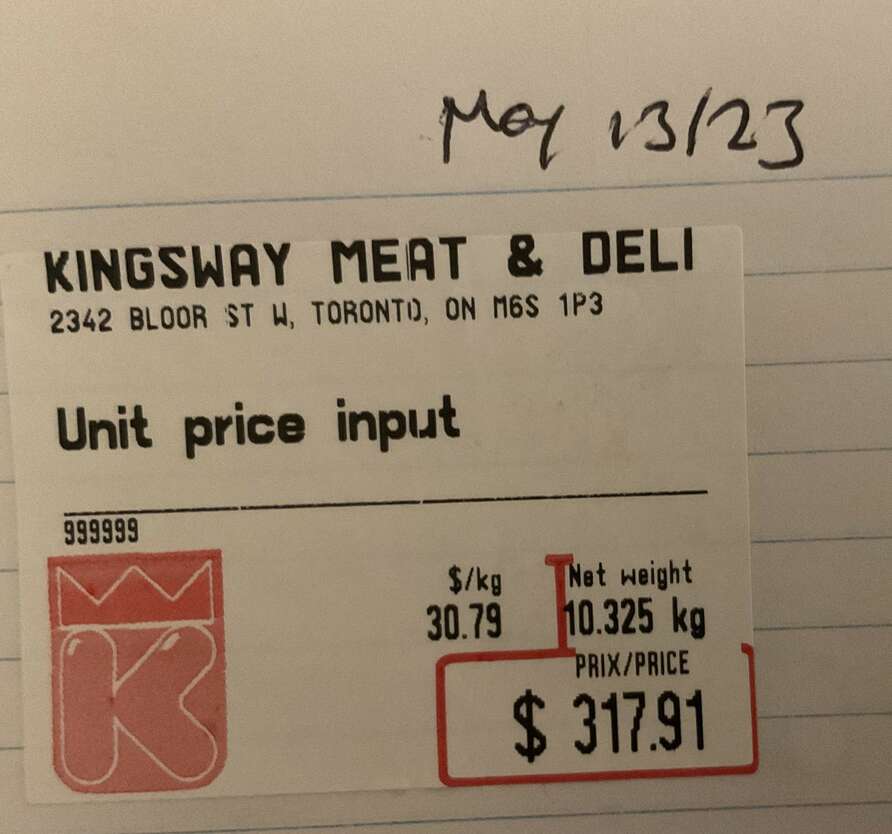 May 13/23
KINGSWAY MEAT & DELI
2342 BLOOR ST W, TORONTO, ON M6S 1P3
Unit price input
999999
$/kg Net weight
30.79 10.325 kg
PRIX/PRICE
$ 317.91
K